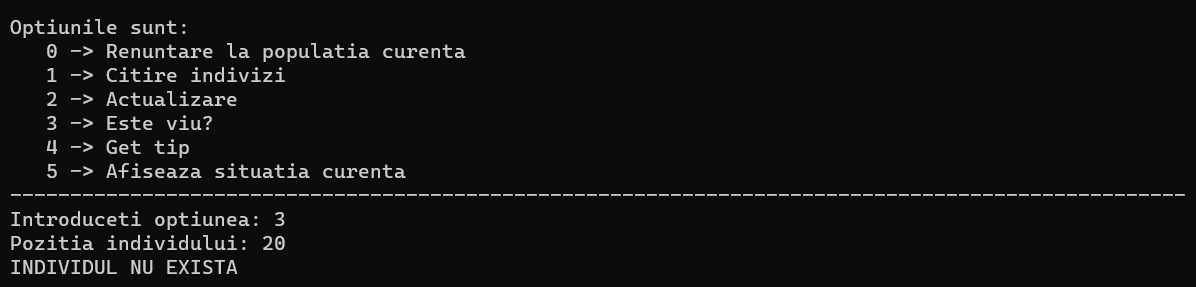 Optiunile sunt:
   0 -> Renuntare la populatia curenta
   1 -> Citire indivizi
   2 -> Actualizare
   3 -> Este viu?
   4 -> Get tip
   5 -> Afiseaza situatia curenta
--------------------------------------------------------------------------------------------------
Introduceti optiunea: 3
Pozitia individului: 20
INDIVIDUL NU EXISTA